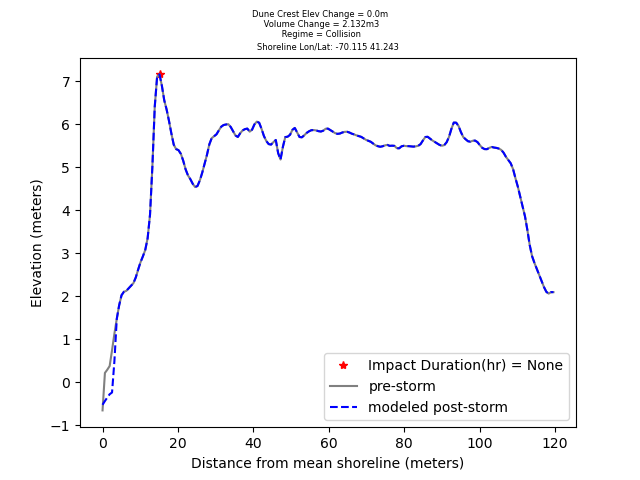 Dune Crest Elev Change = 0.0m
Volume Change = 2.132m3
Regime = Collision
Shoreline Lon/Lat: -70.115 41.243
7
6
5
4
3
2
1
0
−1
Elevation (meters)
Impact Duration(hr) = None
pre-storm
modeled post-storm
0 20 40 60 80 100 120
Distance from mean shoreline (meters)